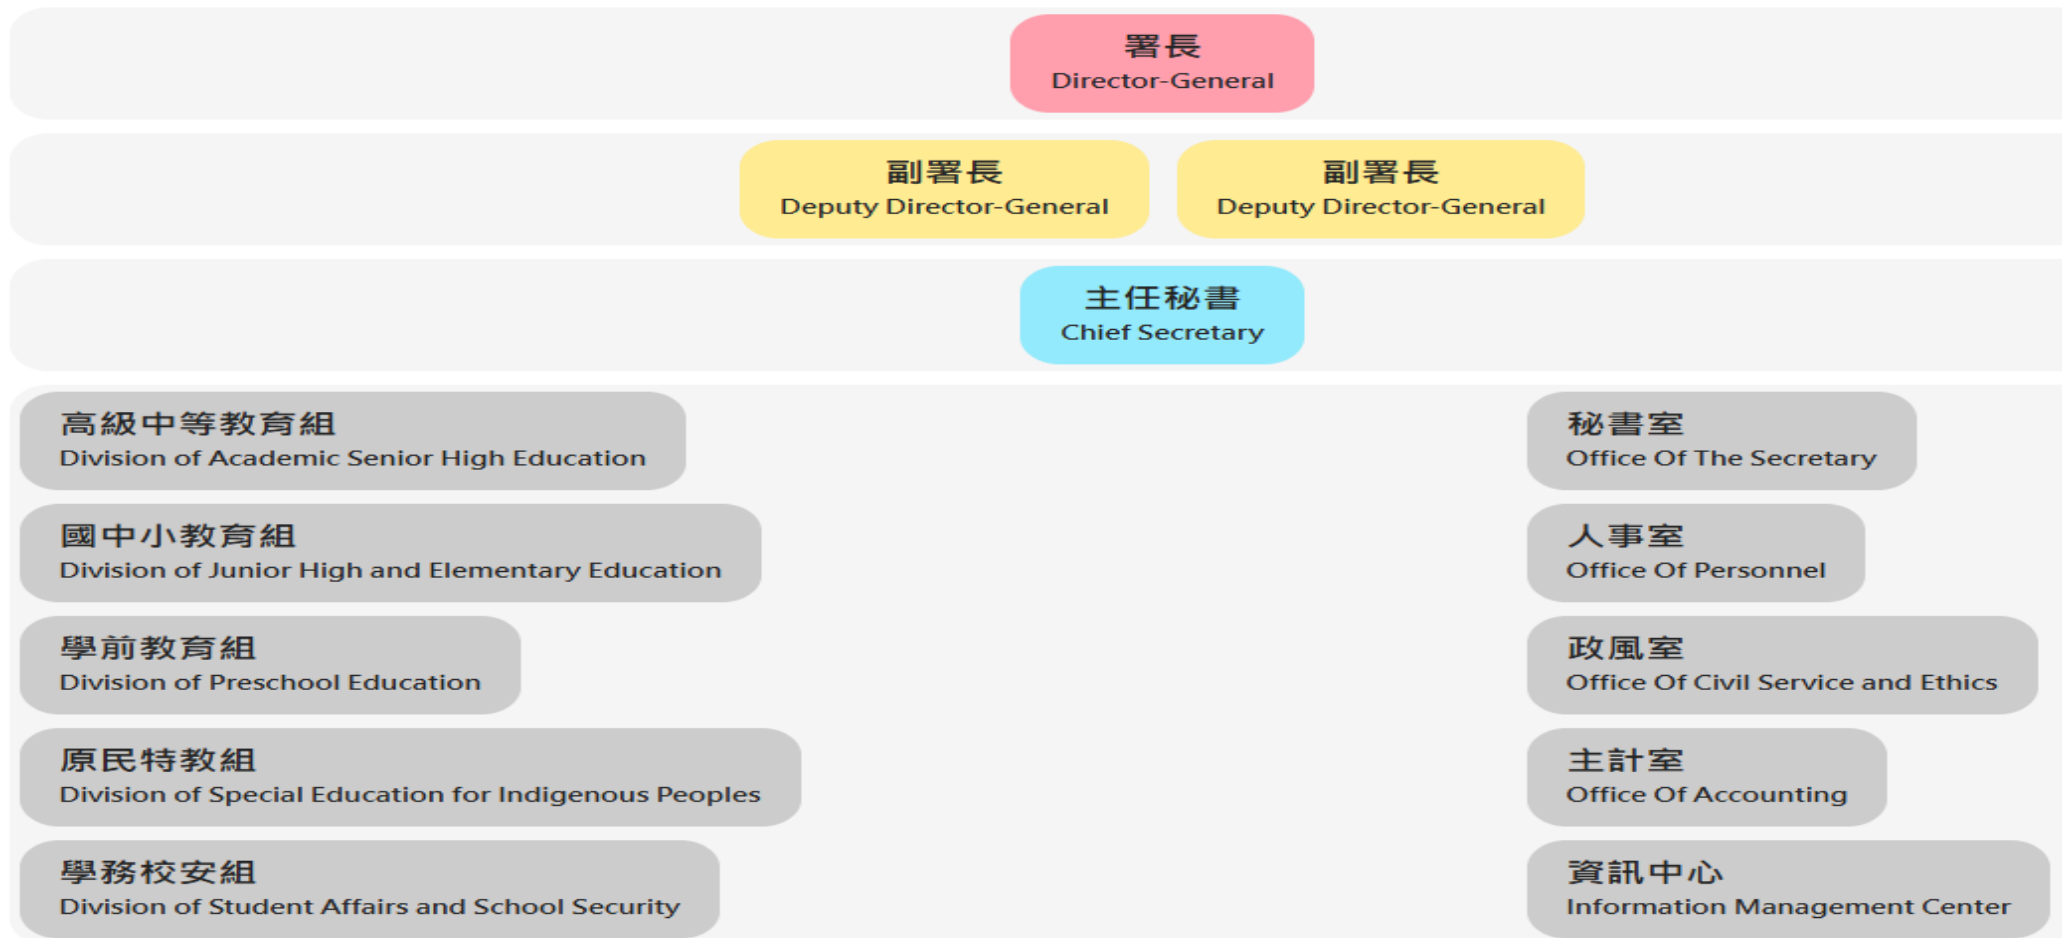 署長
Director-General
副署長
Deputy Director-General
副署長
Deputy Director-General
主任秘書
Chief Secretary
高級中等教育組
Division of Academic Senior High Education
國中小教育組
Division of Junior High and Elementary Education
學前教育組
Division of Preschool Education
原民特教組
Division of Special Education for Indigenous Peoples
學務校安組
Division of Student Affairs and School Security
秘書室
Office Of The Secretary
人事室
Office Of Personnel
政風室
Office Of Civil Service and Ethics
主計室
Office Of Accounting
資訊中心
Information Management Center